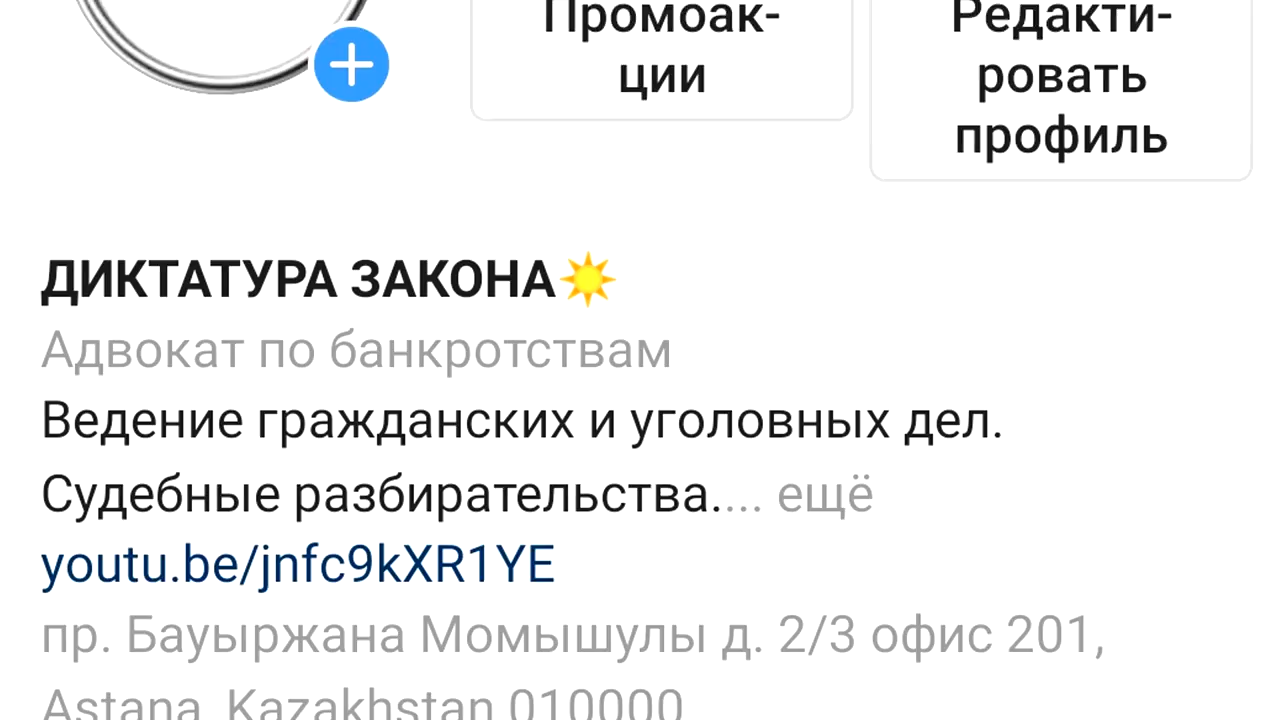 Промоак-
ции
Редакти-
ровать
профиль
ДИКТАТУРА ЗАКОНА☀️
Адвокат по банкротствам
Ведение гражданских и уголовных дел.
Судебные разбирательства.... ещё
youtu.be/jnfc9kXR1YE
пр. Бауыржана Момышулы д. 2/3 офис 201,
Astana, Kazakhstan 010000